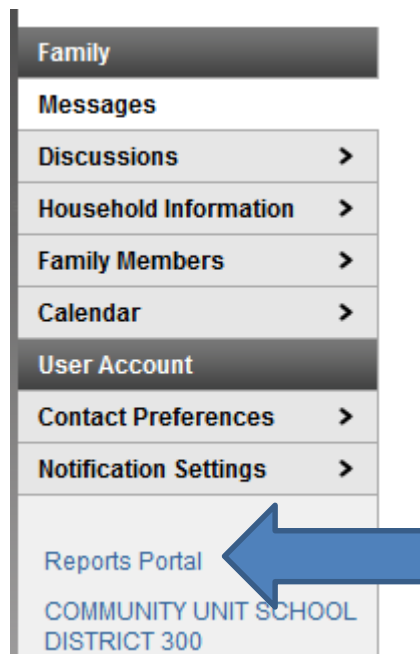 Family
Messages
Discussions
Household Information
Family Members
Calendar
User Account
Contact Preferences
Notification Settings
Reports Portal
COMMUNITY UNIT SCHOOL
DISTRICT 300